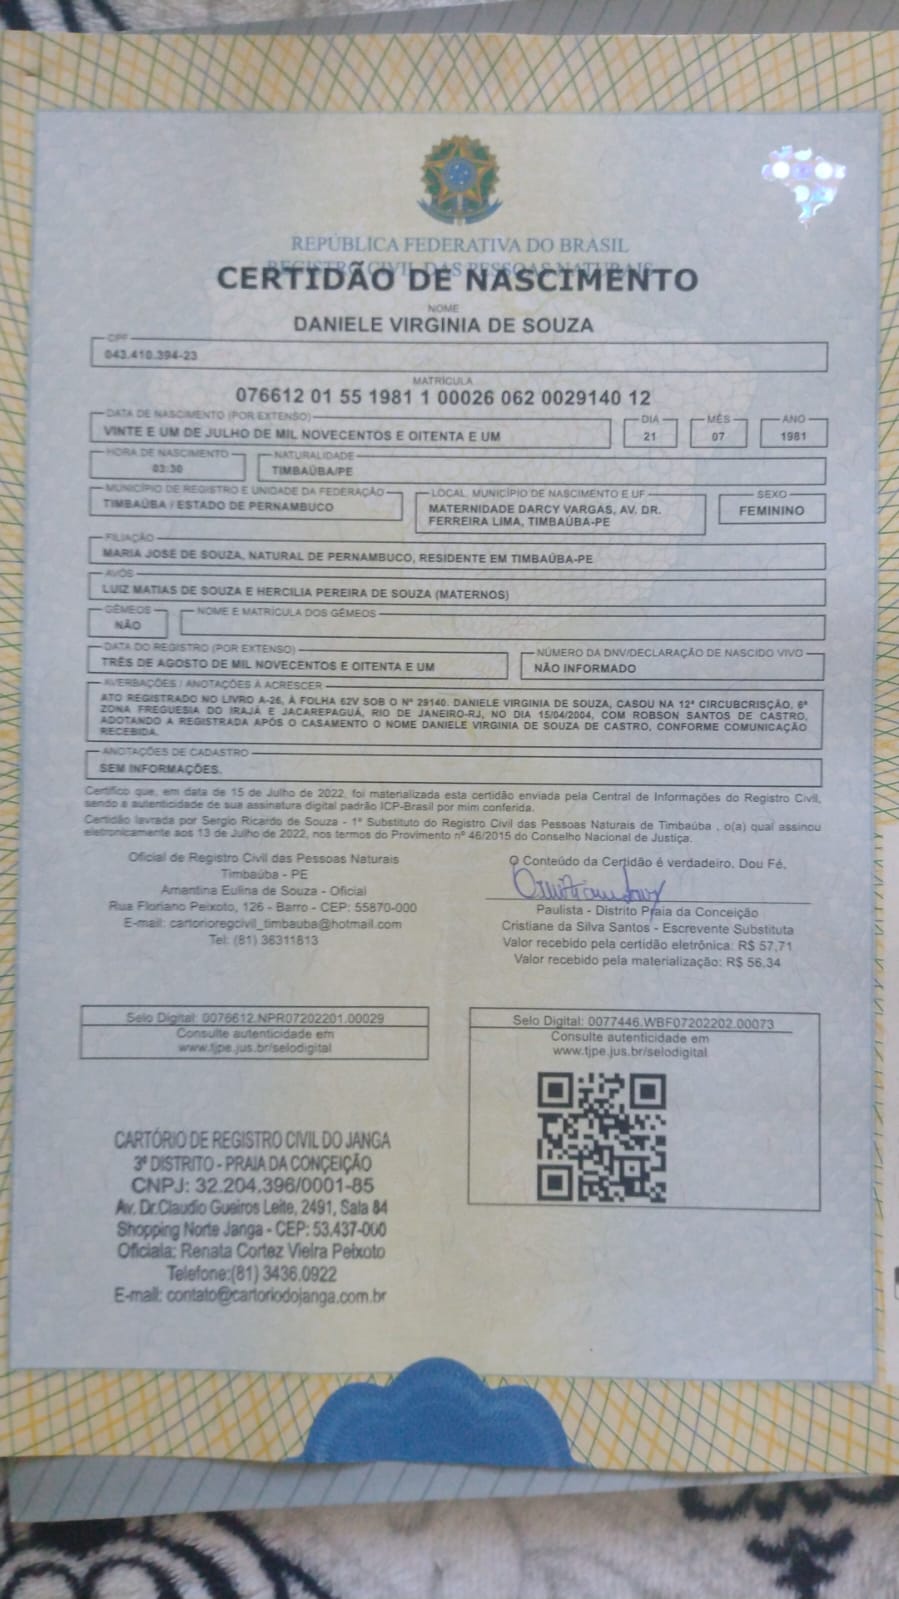 REPÚBLICA FEDERATIVA DO BRASIL
REGISTRO CIVIL DAS PESSOAS NATURAIS
CERTIDÃO DE NASCIMENTO
NOME
DANIELE VIRGINIA DE SOUZA
CPF
043.410.394-23
MATRÍCULA
076612 01 55 1981 1 00026 062 0029140 12
DATA DE NASCIMENTO (POR EXTENSO) DIA MÊS ANO
VINTE E UM DE JULHO DE MIL NOVECENTOS E OITENTA E UM 21 07 1981
HORA DE NASCIMENTO NATURALIDADE
03:30 TIMBAÚBA/PE
MUNICÍPIO DE REGISTRO E UNIDADE DA FEDERAÇÃO LOCAL, MUNICÍPIO DE NASCIMENTO E UF SEXO
TIMBAÚBA / ESTADO DE PERNAMBUCO MATERNIDADE DARCY VARGAS, AV. DR. FEMININO
FERREIRA LIMA, TIMBAÚBA-PE
FILIAÇÃO
MARIA JOSÉ DE SOUZA, NATURAL DE PERNAMBUCO, RESIDENTE EM TIMBAÚBA-PE
AVÓS
LUIZ MATIAS DE SOUZA E HERCILIA PEREIRA DE SOUZA (MATERNOS)
GÊMEOS NOME E MATRÍCULA DOS GÊMEOS
NÃO
DATA DO REGISTRO (POR EXTENSO) NÚMERO DA DNV/DECLARAÇÃO DE NASCIDO VIVO
TRÊS DE AGOSTO DE MIL NOVECENTOS E OITENTA E UM NÃO INFORMADO
AVERBAÇÕES / ANOTAÇÕES À ACRESCER
ATO REGISTRADO NO LIVRO A-26, À FOLHA 62V SOB O Nº 29140. DANIELE VIRGINIA DE SOUZA, CASOU NA 12ª CIRCUBCRISÇÃO, 6ª
ZONA FREGUESIA DO IRAJÁ E JACAREPAGUÁ, RIO DE JANEIRO-RJ, NO DIA 15/04/2004, COM ROBSON SANTOS DE CASTRO,
ADOTANDO A REGISTRADA APÓS O CASAMENTO O NOME DANIELE VIRGINIA DE SOUZA DE CASTRO, CONFORME COMUNICAÇÃO
RECEBIDA.
ANOTAÇÕES DE CADASTRO
SEM INFORMAÇÕES.
Certifico que, em data de 15 de Julho de 2022, foi materializada esta certidão enviada pela Central de Informações do Registro Civil,
sendo a autenticidade de sua assinatura digital padrão ICP-Brasil por mim conferida.
Certidão lavrada por Sergio Ricardo de Souza - 1º Substituto do Registro Civil das Pessoas Naturais de Timbaúba , o(a) qual assinou
eletronicamente aos 13 de Julho de 2022, nos termos do Provimento nº 46/2015 do Conselho Nacional de Justiça.
Oficial de Registro Civil das Pessoas Naturais
Timbaúba - PE
Amantina Eulina de Souza - Oficial
Rua Floriano Peixoto, 126 - Barro - CEP: 55870-000
E-mail: cartorioregcivil_timbauba@hotmail.com
Tel: (81) 36311813
O Conteúdo da Certidão é verdadeiro. Dou Fé.
Paulista - Distrito Praia da Conceição
Cristiane da Silva Santos - Escrevente Substituta
Valor recebido pela certidão eletrônica: R$ 57,71
Valor recebido pela materialização: R$ 56,34
Selo Digital: 0076612.NPR07202201.00029
Consulte autenticidade em
www.tjpe.jus.br/selodigital
Selo Digital: 0077446.WBF07202202.00073
Consulte autenticidade em
www.tjpe.jus.br/selodigital
CARTÓRIO DE REGISTRO CIVIL DO JANGA
3º DISTRITO - PRAIA DA CONCEIÇÃO
CNPJ: 32.204.396/0001-85
Av. Dr.Claudio Gueiros Leite, 2491, Sala 84
Shopping Norte Janga - CEP: 53.437-000
Oficiala: Renata Cortez Vieira Peixoto
Telefone:(81) 3436.0922
E-mail: contato@cartoriodojanga.com.br